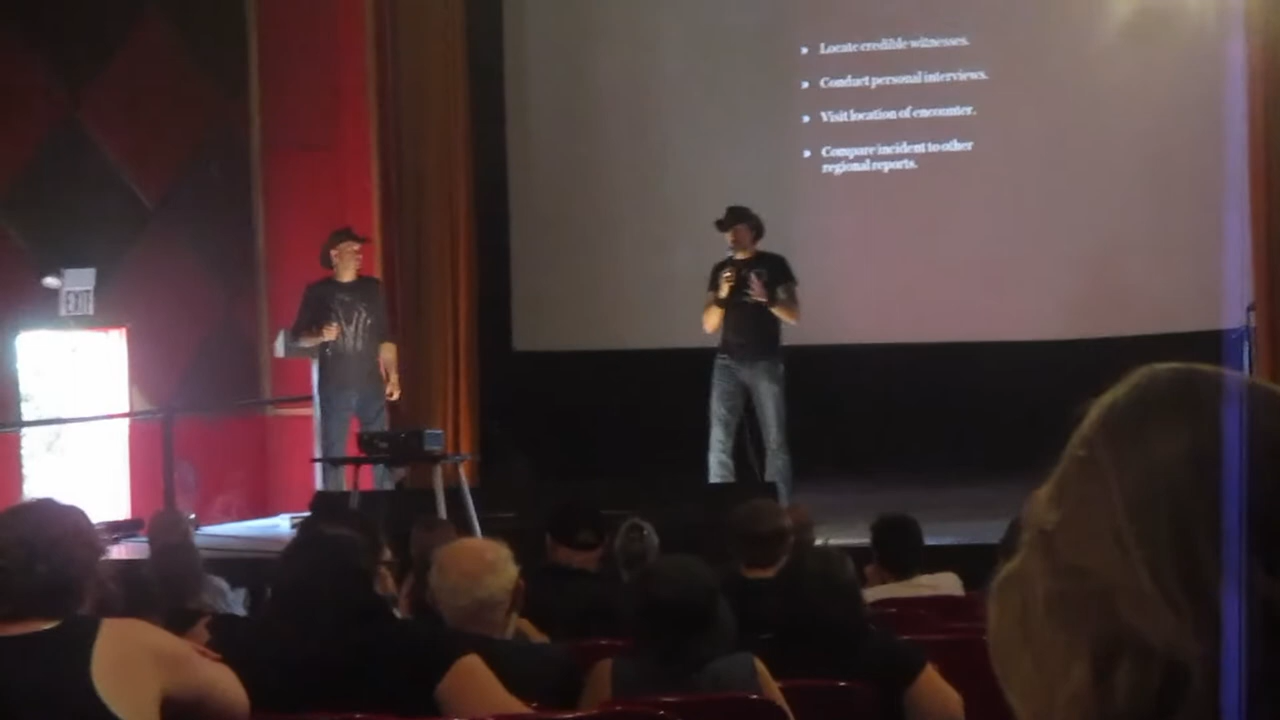 » Locate credible witnesses.
» Conduct personal interviews.
» Visit location of encounter.
» Compare incident to other
regional reports.
EXIT